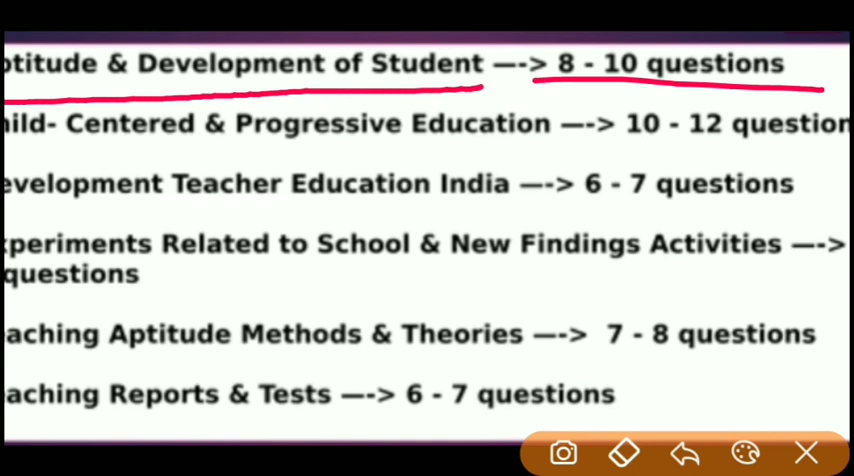 ptitude & Development of Student —-> 8 - 10 questions
hild- Centered & Progressive Education —-> 10 - 12 question
evelopment Teacher Education India —-> 6 - 7 questions
xperiments Related to School & New Findings Activities —->
questions
aching Aptitude Methods & Theories —-> 7 - 8 questions
aching Reports & Tests —-> 6 - 7 questions